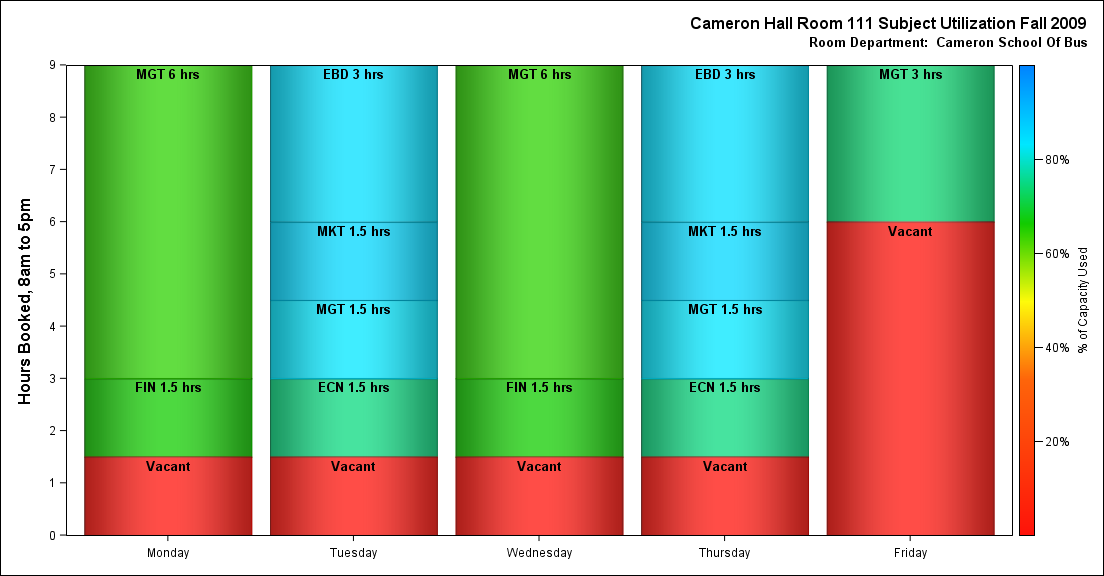 Cameron Hall Room 111 Subject Utilization Fall 2009
Room Department: Cameron School Of Bus
Hours Booked, 8am to 5pm
9
8
7
6
5
4
3
2
1
0
MGT 6 hrs
FIN 1.5 hrs
Vacant
Monday
EBD 3 hrs
MKT 1.5 hrs
MGT 1.5 hrs
ECN 1.5 hrs
Vacant
Tuesday
MGT 6 hrs
FIN 1.5 hrs
Vacant
Wednesday
EBD 3 hrs
MKT 1.5 hrs
MGT 1.5 hrs
ECN 1.5 hrs
Vacant
Thursday
MGT 3 hrs
Vacant
Friday
80%
60%
40%
20%
% of Capacity Used